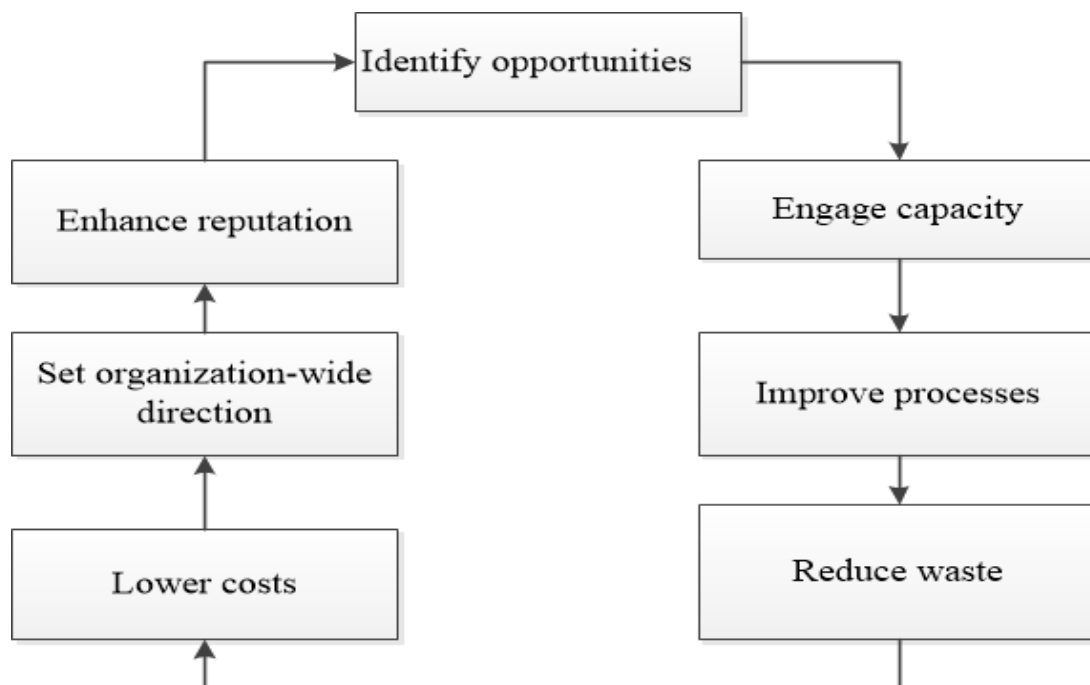 Identify opportunities
Enhance reputation
Engage capacity
Set organization-wide
direction
Improve processes
Lower costs
Reduce waste